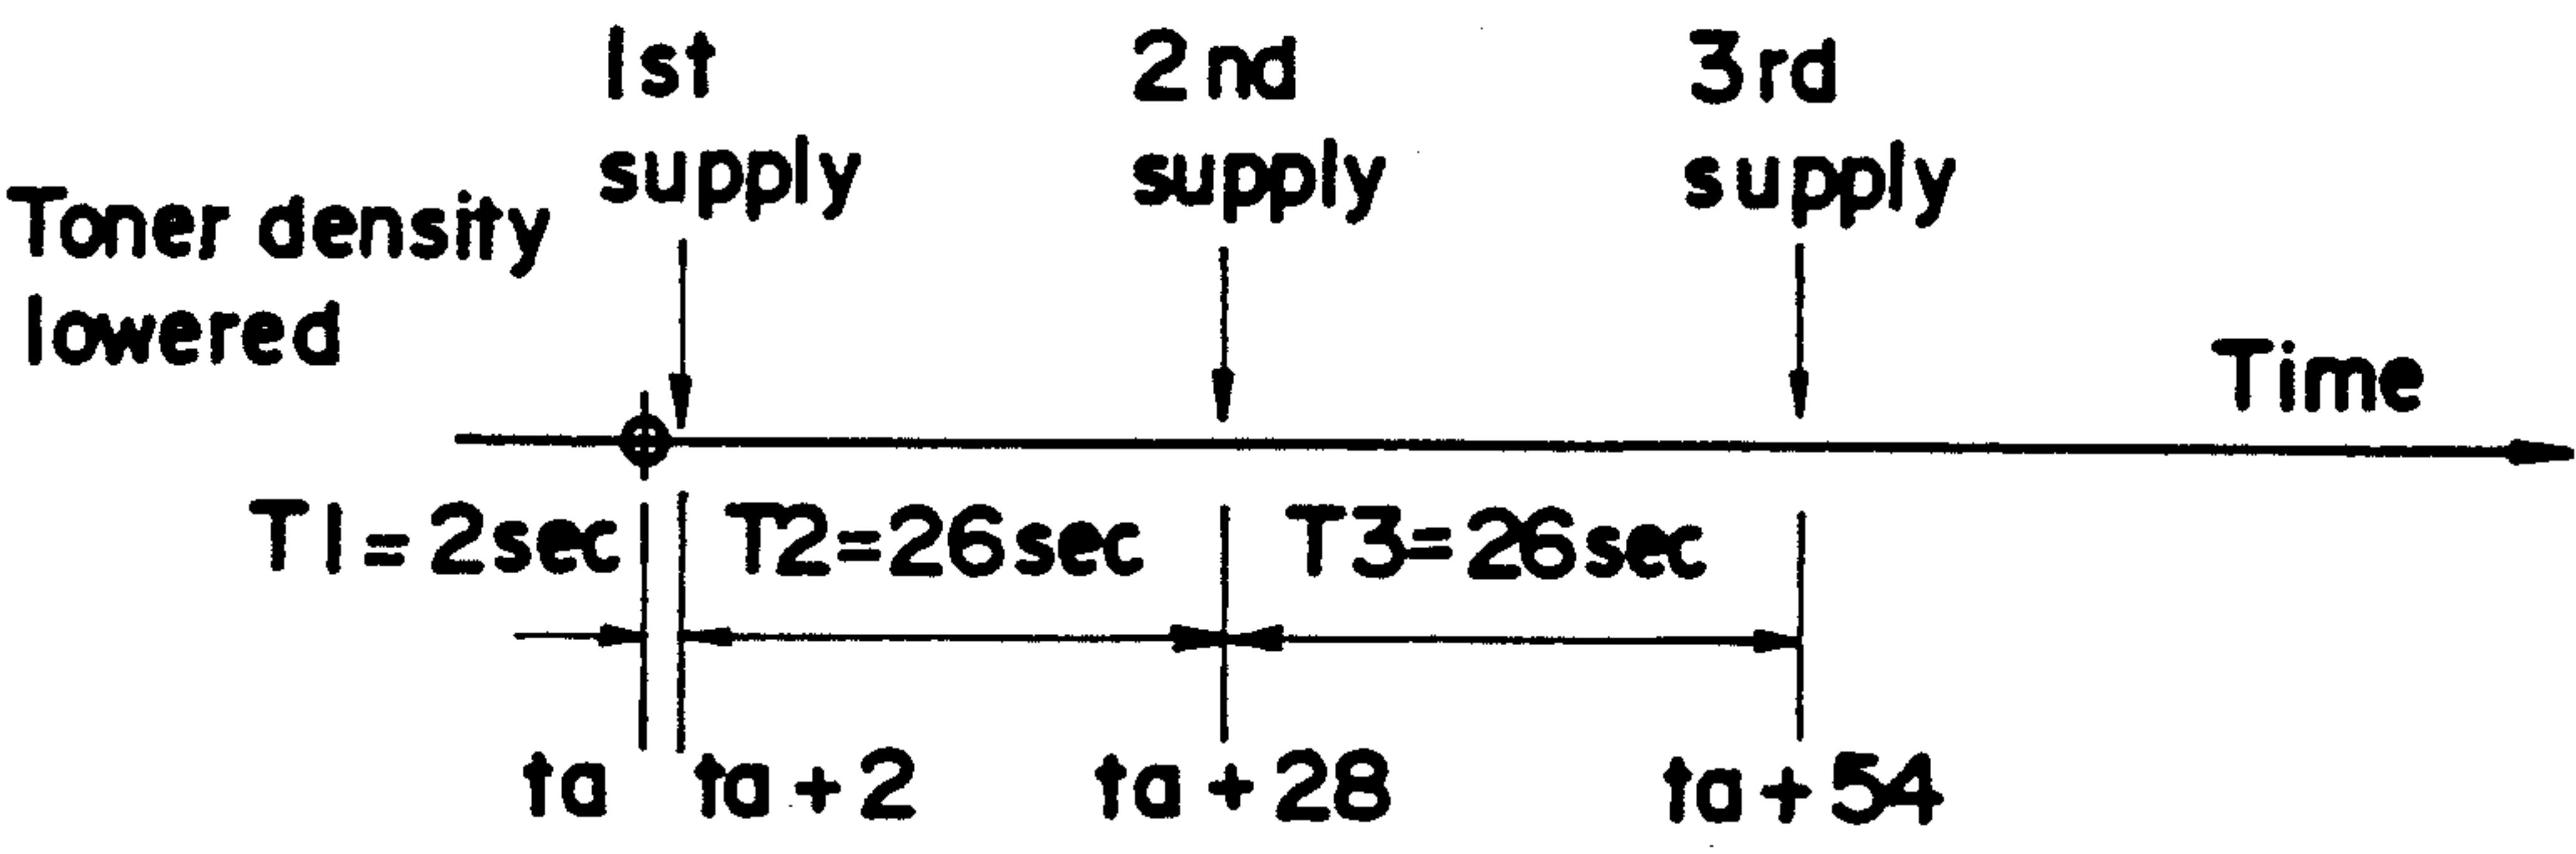 1st
supply
2nd
supply
3rd
supply
Toner density
lowered
Time
T1=2sec
T2=26sec
T3=26sec
ta
ta+2
ta+28
ta+54